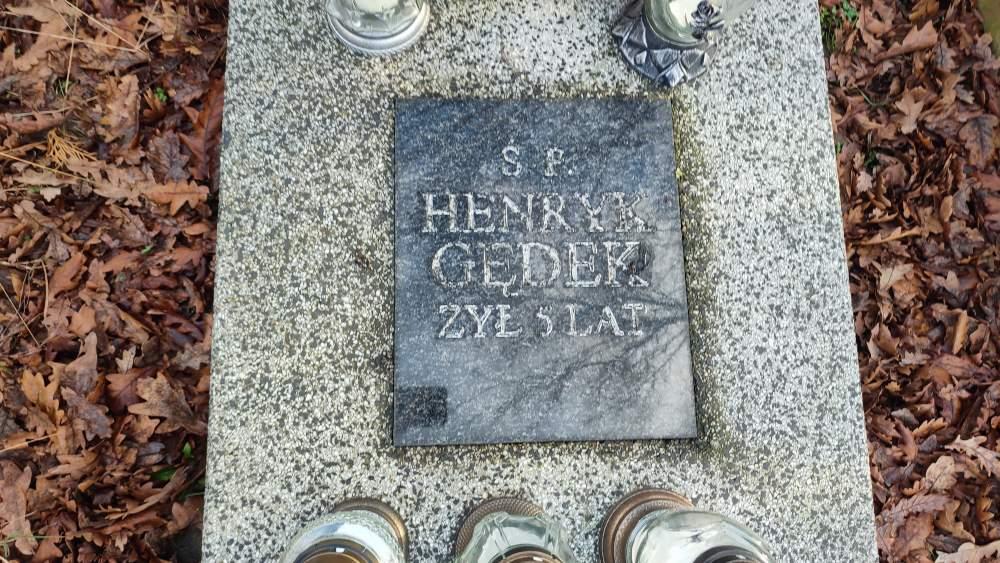 Ś P.
HENRYK
GĘDEK
ŻYŁ 5 LAT